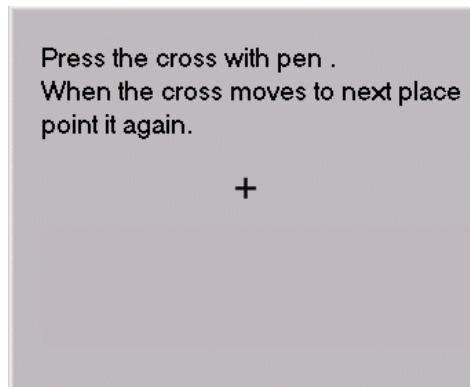 Press the cross with pen .
When the cross moves to next place
point it again.